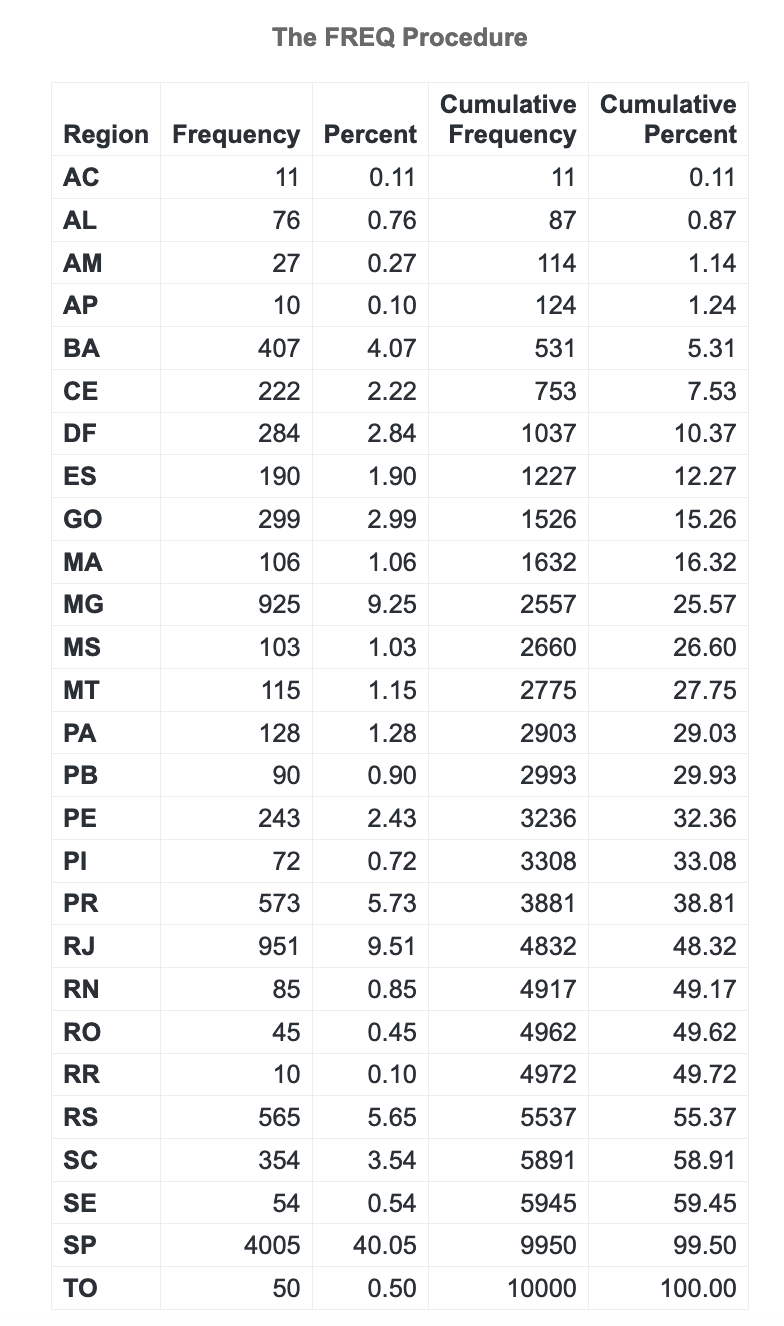 The FREQ Procedure
Region Frequency Percent Cumulative Frequency Cumulative Percent
AC 11 0.11 11 0.11
AL 76 0.76 87 0.87
AM 27 0.27 114 1.14
AP 10 0.10 124 1.24
BA 407 4.07 531 5.31
CE 222 2.22 753 7.53
DF 284 2.84 1037 10.37
ES 190 1.90 1227 12.27
GO 299 2.99 1526 15.26
MA 106 1.06 1632 16.32
MG 925 9.25 2557 25.57
MS 103 1.03 2660 26.60
MT 115 1.15 2775 27.75
PA 128 1.28 2903 29.03
PB 90 0.90 2993 29.93
PE 243 2.43 3236 32.36
PI 72 0.72 3308 33.08
PR 573 5.73 3881 38.81
RJ 951 9.51 4832 48.32
RN 85 0.85 4917 49.17
RO 45 0.45 4962 49.62
RR 10 0.10 4972 49.72
RS 565 5.65 5537 55.37
SC 354 3.54 5891 58.91
SE 54 0.54 5945 59.45
SP 4005 40.05 9950 99.50
TO 50 0.50 10000 100.00